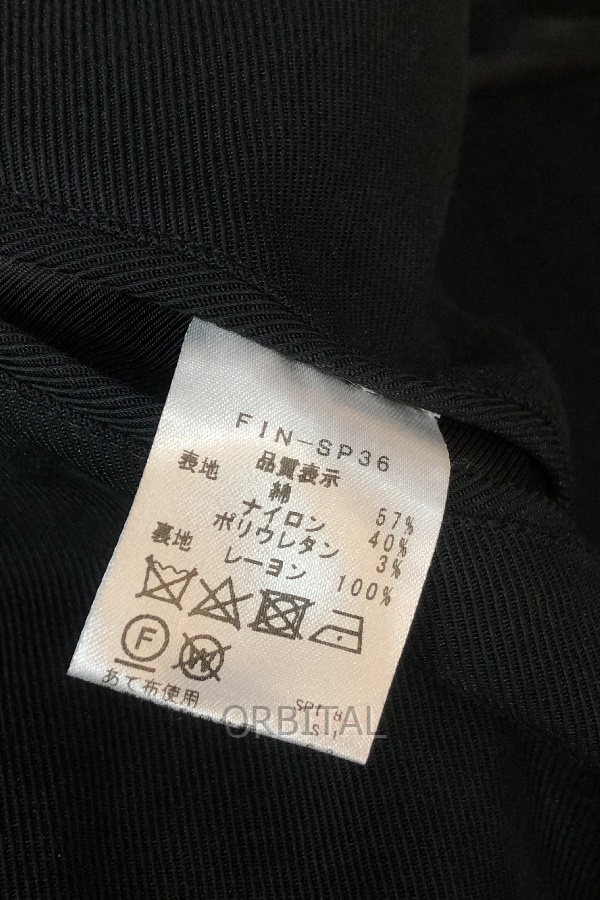 FIN-SP36
品質表示
表地 綿 57%
ナイロン 40%
ポリウレタン 3%
裏地 レーヨン 100%
F
W
あて布使用
ORBITAL